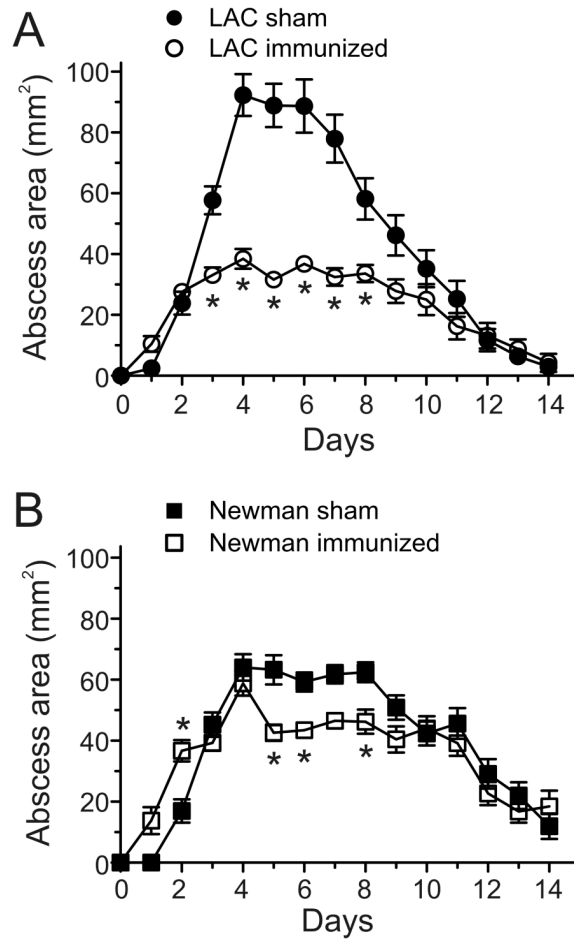 A
LAC sham
LAC immunized
Abscess area (mm²)
100
80
60
40
20
0
* * * * * *
0 2 4 6 8 10 12 14
Days
B
Newman sham
Newman immunized
Abscess area (mm²)
100
80
60
40
20
0
*
* * *
0 2 4 6 8 10 12 14
Days